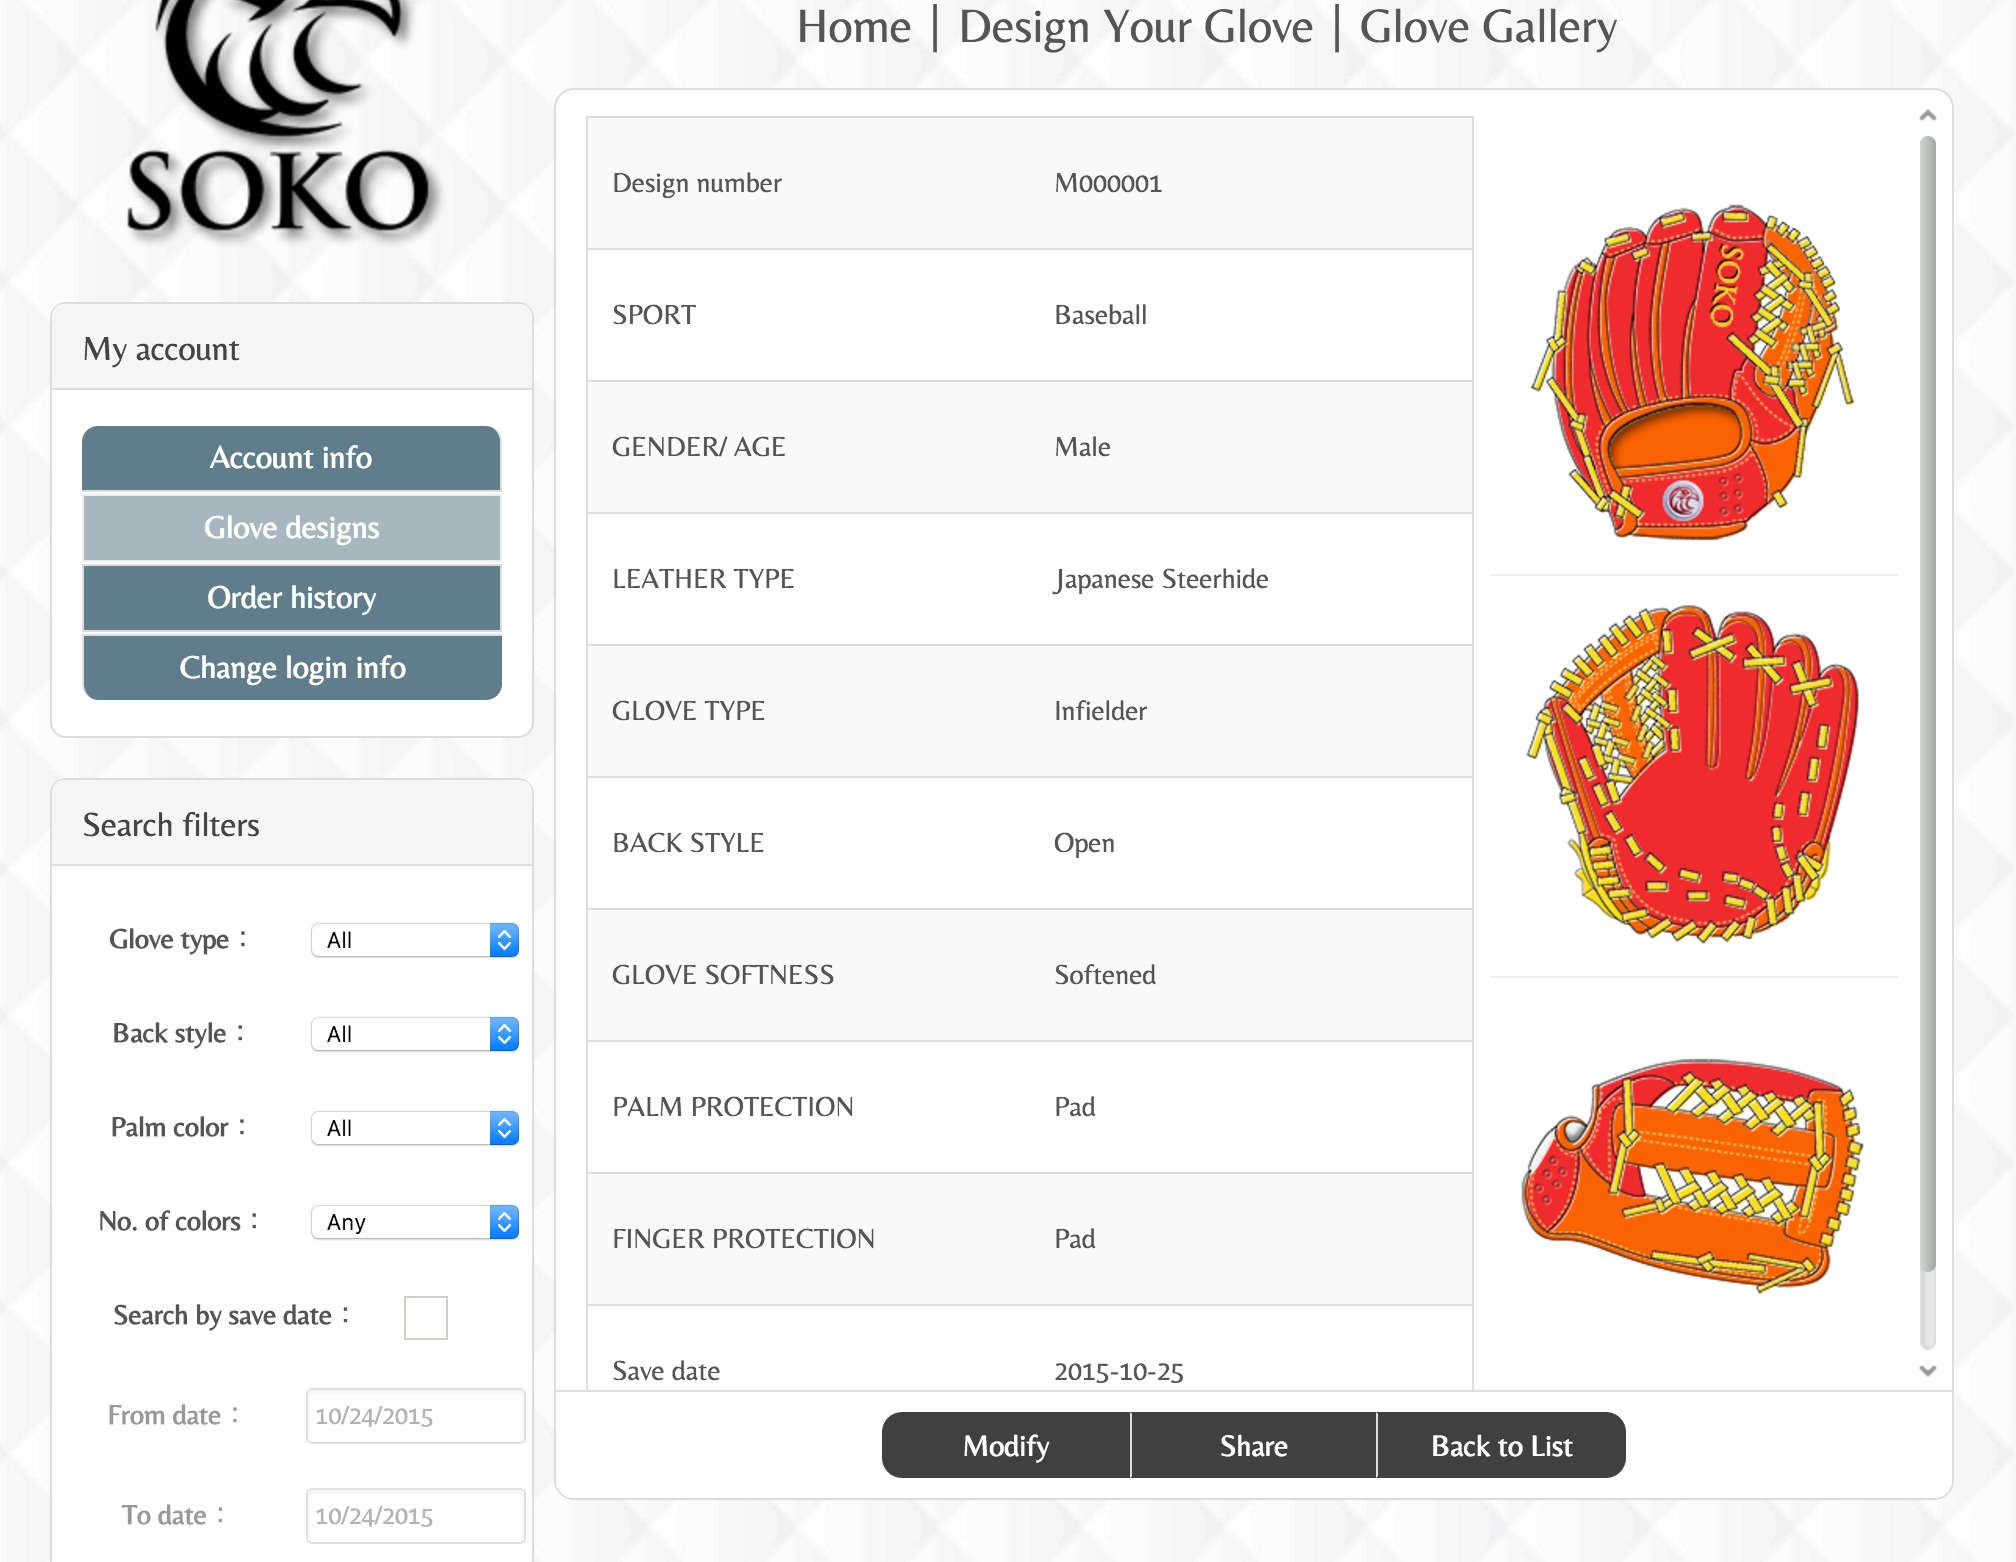 Home | Design Your Glove | Glove Gallery
SOKO
My account
Account info
Glove designs
Order history
Change login info
Search filters
Glove type : All
Back style : All
Palm color : All
No. of colors : Any
Search by save date :
From date : 10/24/2015
To date : 10/24/2015
Design number M000001
SPORT Baseball
GENDER/ AGE Male
LEATHER TYPE Japanese Steerhide
GLOVE TYPE Infielder
BACK STYLE Open
GLOVE SOFTNESS Softened
PALM PROTECTION Pad
FINGER PROTECTION Pad
Save date 2015-10-25
SOKO
Modify
Share
Back to List